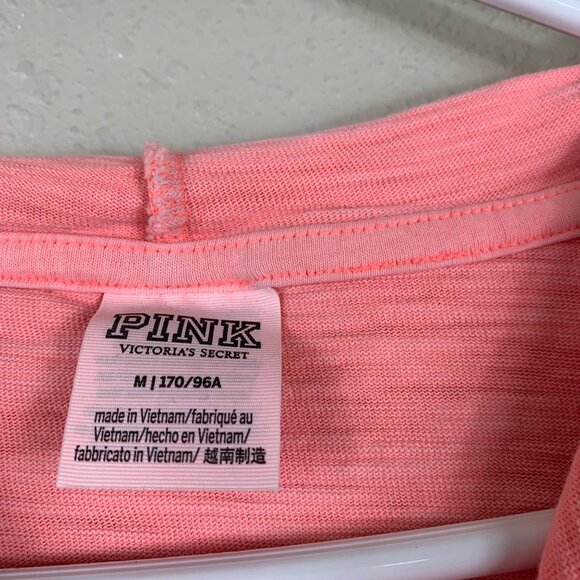 PINK
VICTORIA'S SECRET
M | 170/96A
made in Vietnam/fabriqué au
Vietnam/hecho en Vietnam/
fabbricato in Vietnam/ 越南制造